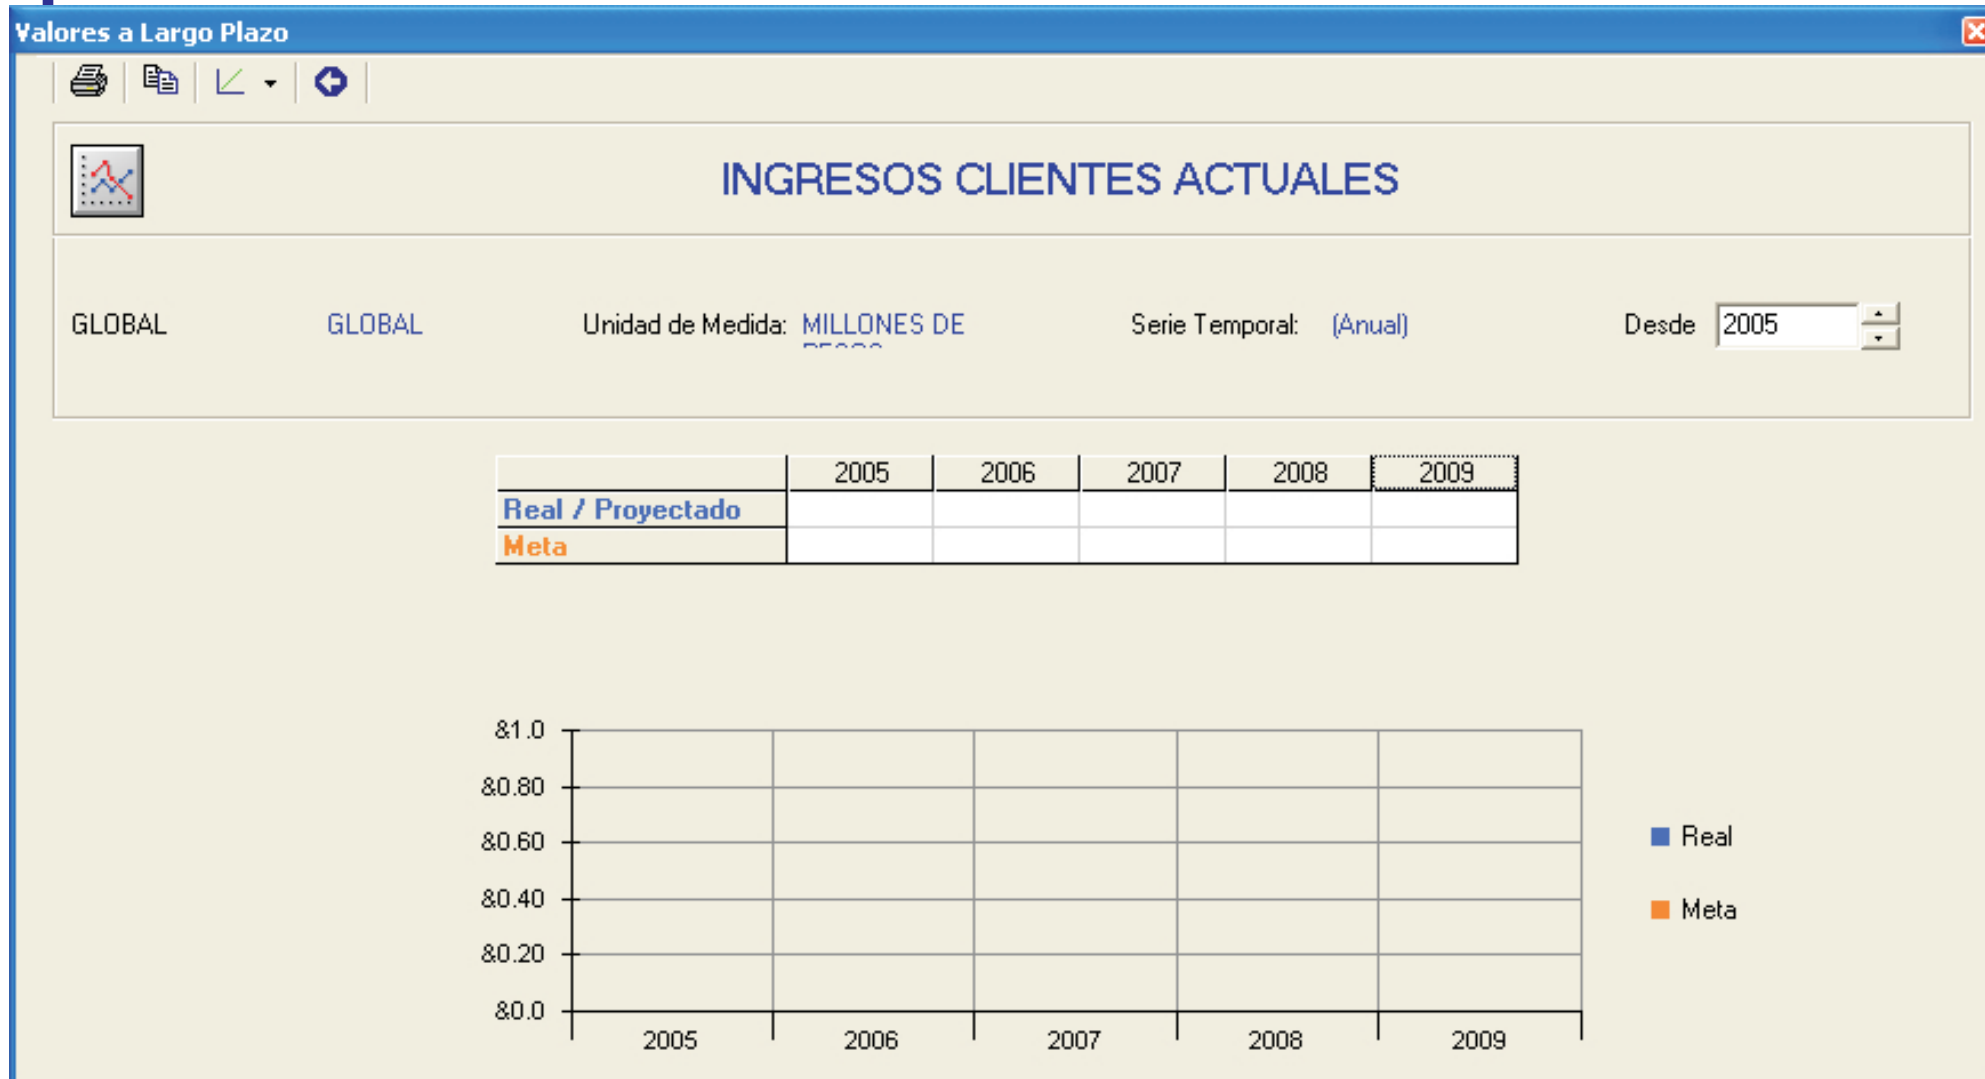 Valores a Largo Plazo
INGRESOS CLIENTES ACTUALES
GLOBAL GLOBAL Unidad de Medida: MILLONES DE Serie Temporal: (Anual) Desde 2005
2005 2006 2007 2008 2009
Real / Proyectado
Meta
&1.0
&0.80
&0.60
&0.40
&0.20
&0.0
2005 2006 2007 2008 2009
Real
Meta